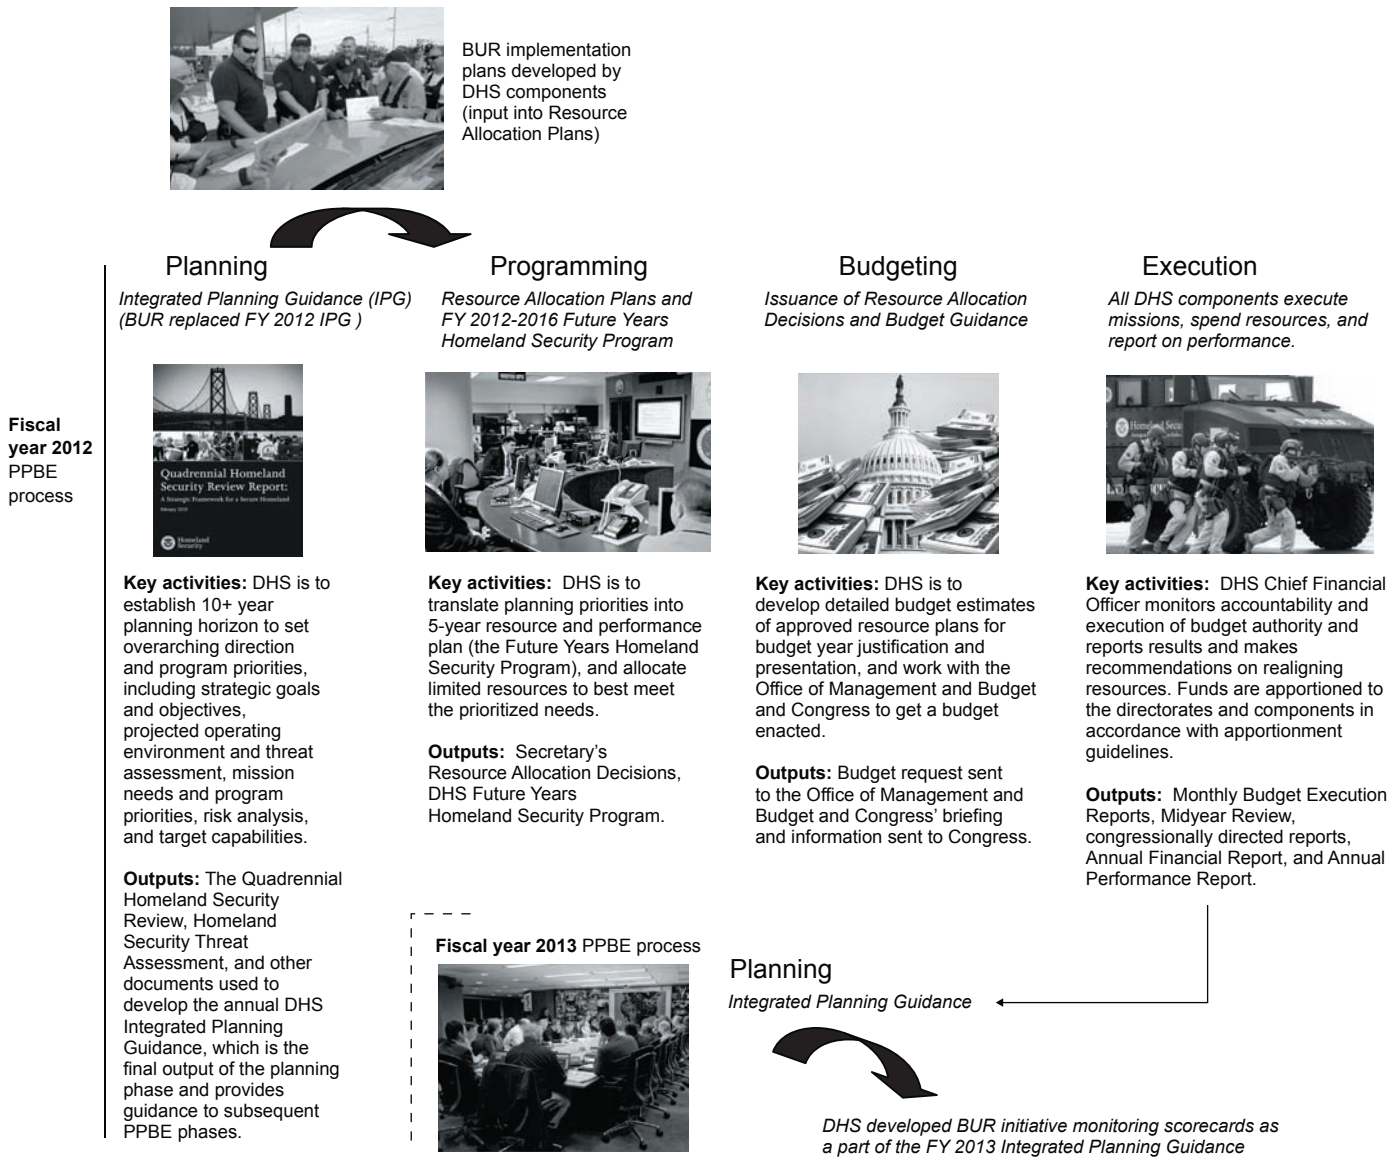 BUR implementation
plans developed by
DHS components
(input into Resource
Allocation Plans)
Planning
Integrated Planning Guidance (IPG)
(BUR replaced FY 2012 IPG )
Programming
Resource Allocation Plans and
FY 2012-2016 Future Years
Homeland Security Program
Budgeting
Issuance of Resource Allocation
Decisions and Budget Guidance
Execution
All DHS components execute
missions, spend resources, and
report on performance.
Fiscal
year 2012
PPBE
process
Quadrennial Homeland
Security Review Report:
A Strategic Framework for a Secure Homeland
February 2010
Homeland
Security
Homeland Secu
Key activities: DHS is to
establish 10+ year
planning horizon to set
overarching direction
and program priorities,
including strategic goals
and objectives,
projected operating
environment and threat
assessment, mission
needs and program
priorities, risk analysis,
and target capabilities.
Outputs: The Quadrennial
Homeland Security
Review, Homeland
Security Threat
Assessment, and other
documents used to
develop the annual DHS
Integrated Planning
Guidance, which is the
final output of the planning
phase and provides
guidance to subsequent
PPBE phases.
Key activities: DHS is to
translate planning priorities into
5-year resource and performance
plan (the Future Years Homeland
Security Program), and allocate
limited resources to best meet
the prioritized needs.
Outputs: Secretary's
Resource Allocation Decisions,
DHS Future Years
Homeland Security Program.
Key activities: DHS is to
develop detailed budget estimates
of approved resource plans for
budget year justification and
presentation, and work with the
Office of Management and Budget
and Congress to get a budget
enacted.
Outputs: Budget request sent
to the Office of Management and
Budget and Congress' briefing
and information sent to Congress.
Key activities: DHS Chief Financial
Officer monitors accountability and
execution of budget authority and
reports results and makes
recommendations on realigning
resources. Funds are apportioned to
the directorates and components in
accordance with apportionment
guidelines.
Outputs: Monthly Budget Execution
Reports, Midyear Review,
congressionally directed reports,
Annual Financial Report, and Annual
Performance Report.
Fiscal year 2013 PPBE process
Planning
Integrated Planning Guidance
DHS developed BUR initiative monitoring scorecards as
a part of the FY 2013 Integrated Planning Guidance